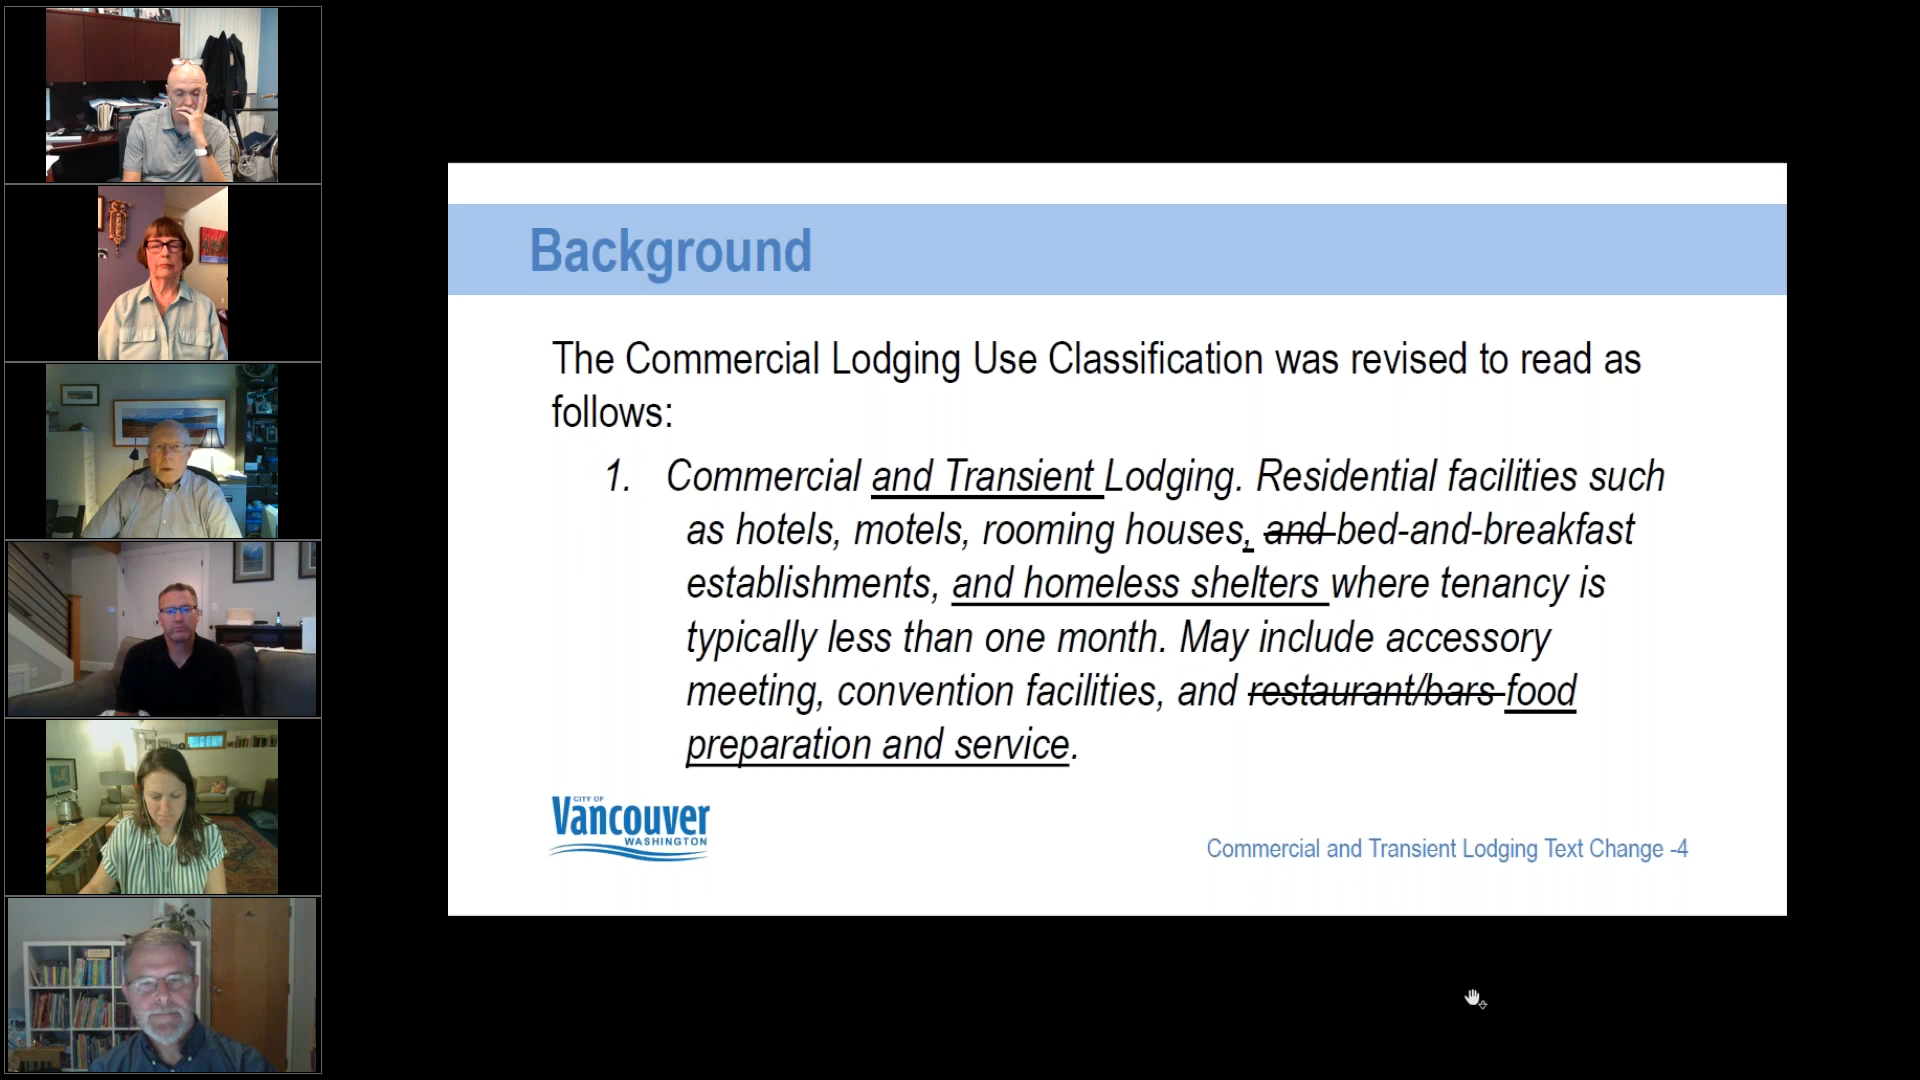 Background
The Commercial Lodging Use Classification was revised to read as
follows:
1. Commercial and Transient Lodging. Residential facilities such
as hotels, motels, rooming houses, and bed-and-breakfast
establishments, and homeless shelters where tenancy is
typically less than one month. May include accessory
meeting, convention facilities, and restaurant/bars food
preparation and service.
CITY OF
Vancouver
WASHINGTON
Commercial and Transient Lodging Text Change -4